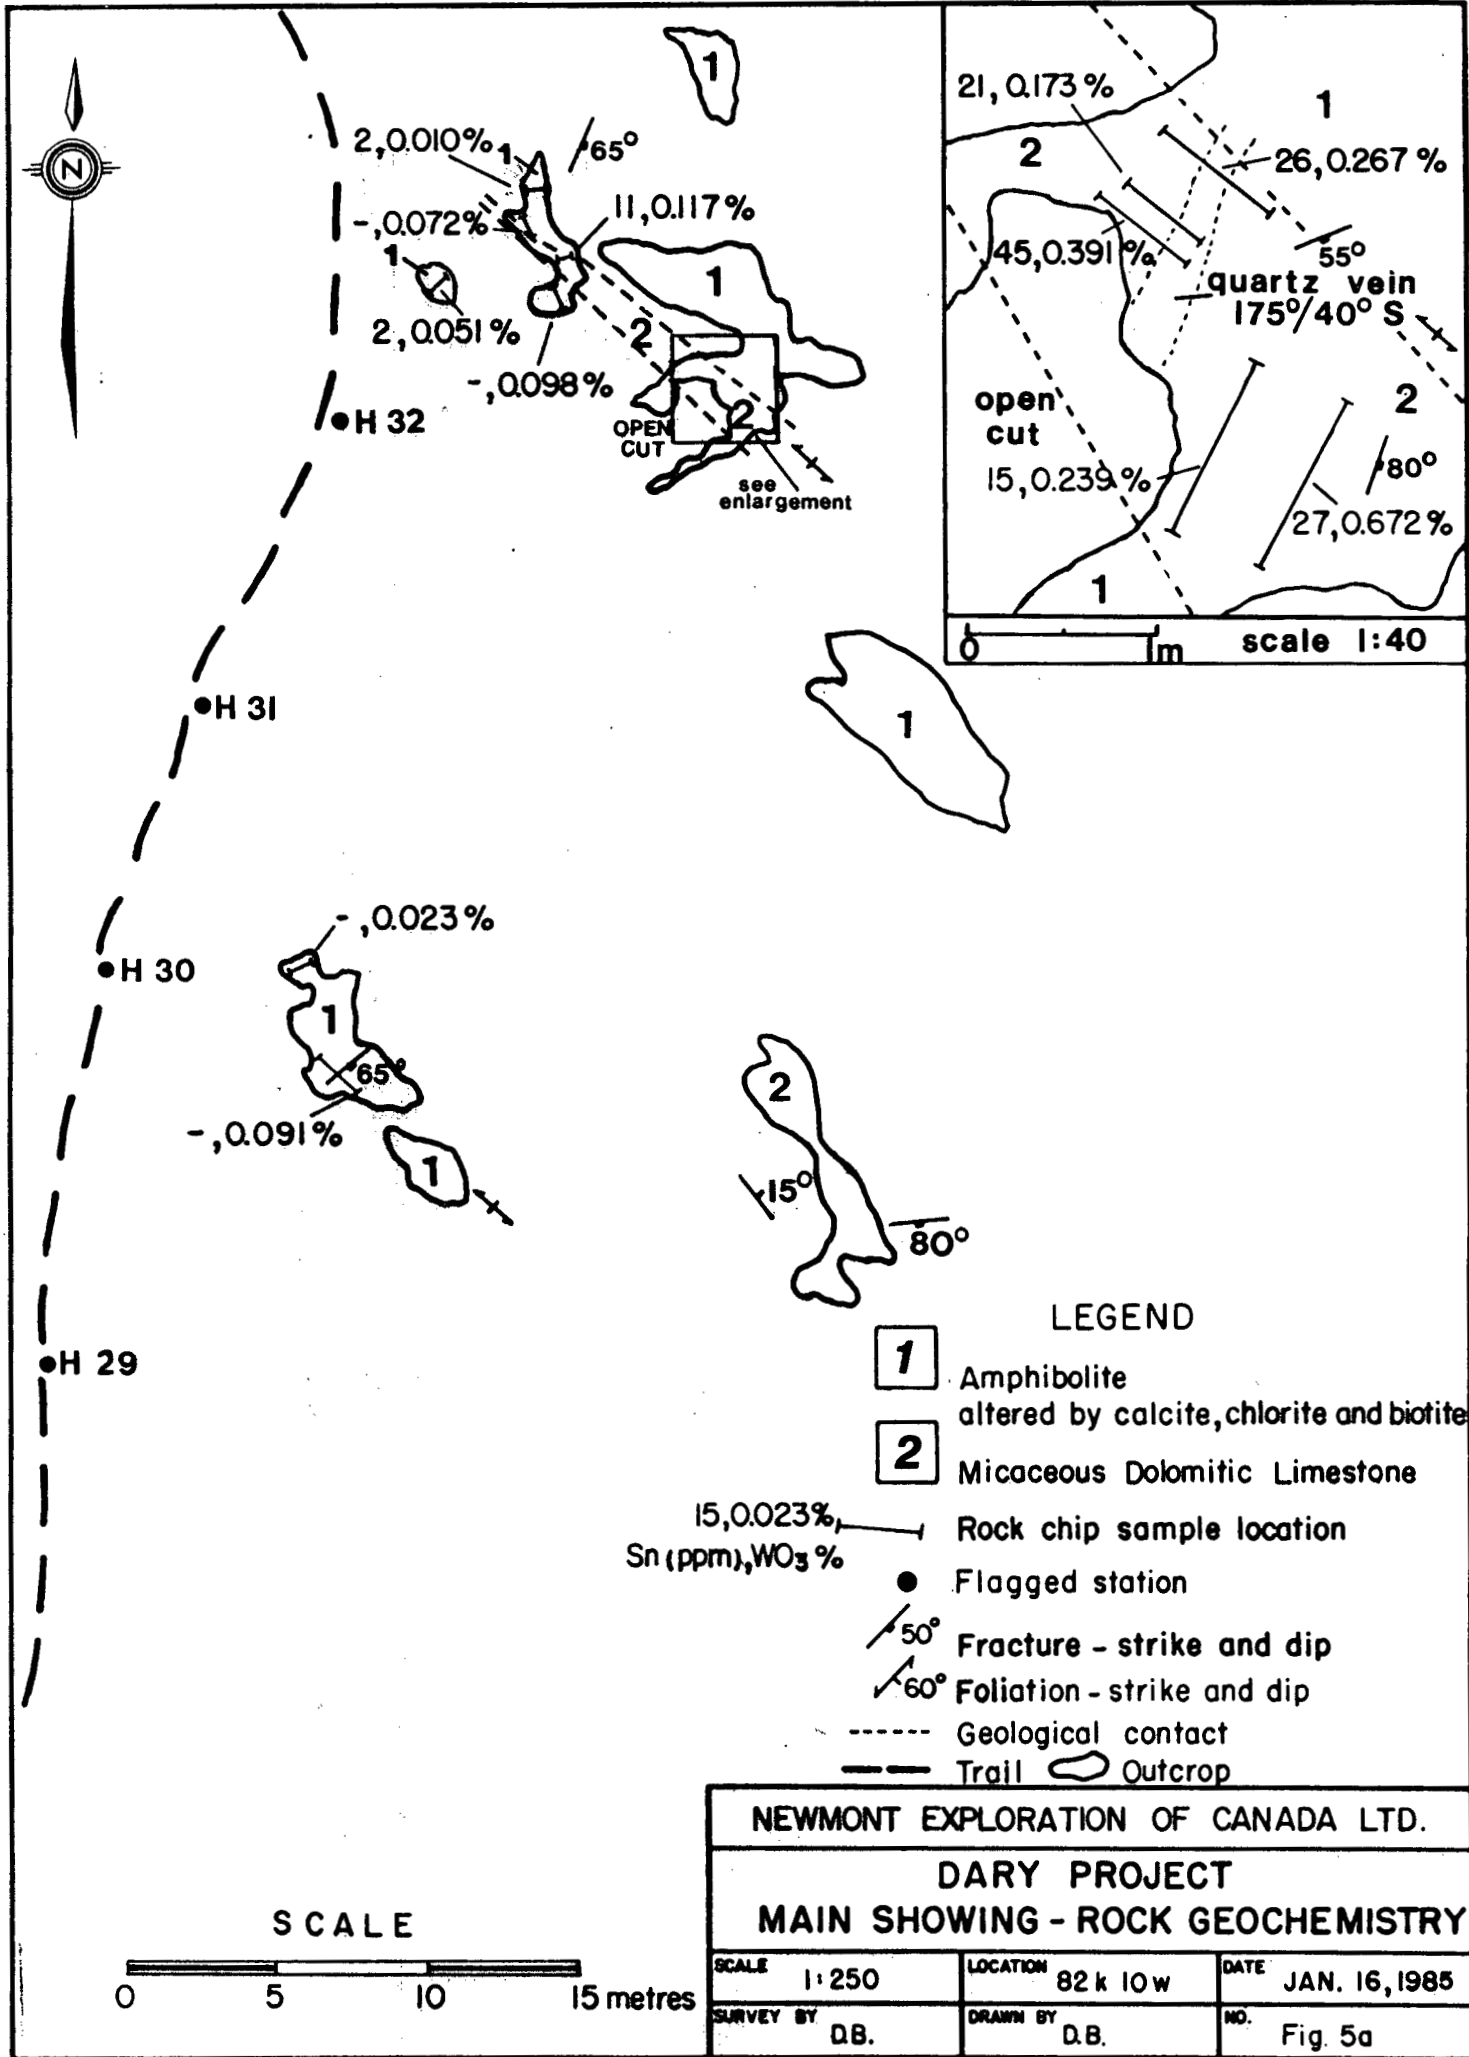 N
1
2, 0.010%
1
65°
-, 0.072%
11, 0.117%
1
1
2, 0.051%
2
-, 0.098%
H 32
OPEN
CUT
2
see
enlargement
21, 0.173%
1
2
26, 0.267 %
45, 0.391 %
55°
quartz vein
175°/40° S
open
cut
2
15, 0.239 %
80°
27, 0.672%
1
0 1m scale 1:40
H 31
1
-, 0.023%
H 30
1
65°
-, 0.091%
1
2
15°
80°
H 29
LEGEND
1 Amphibolite
altered by calcite, chlorite and biotite
2 Micaceous Dolomitic Limestone
15, 0.023% Rock chip sample location
Sn (ppm), WO3 %
Flagged station
50° Fracture - strike and dip
60° Foliation - strike and dip
Geological contact
Trail Outcrop
NEWMONT EXPLORATION OF CANADA LTD.
DARY PROJECT
MAIN SHOWING - ROCK GEOCHEMISTRY
SCALE 1:250 LOCATION 82 k 10 w DATE JAN. 16, 1985
SURVEY BY D.B. DRAWN BY D.B. NO. Fig. 5a
SCALE
0 5 10 15 metres